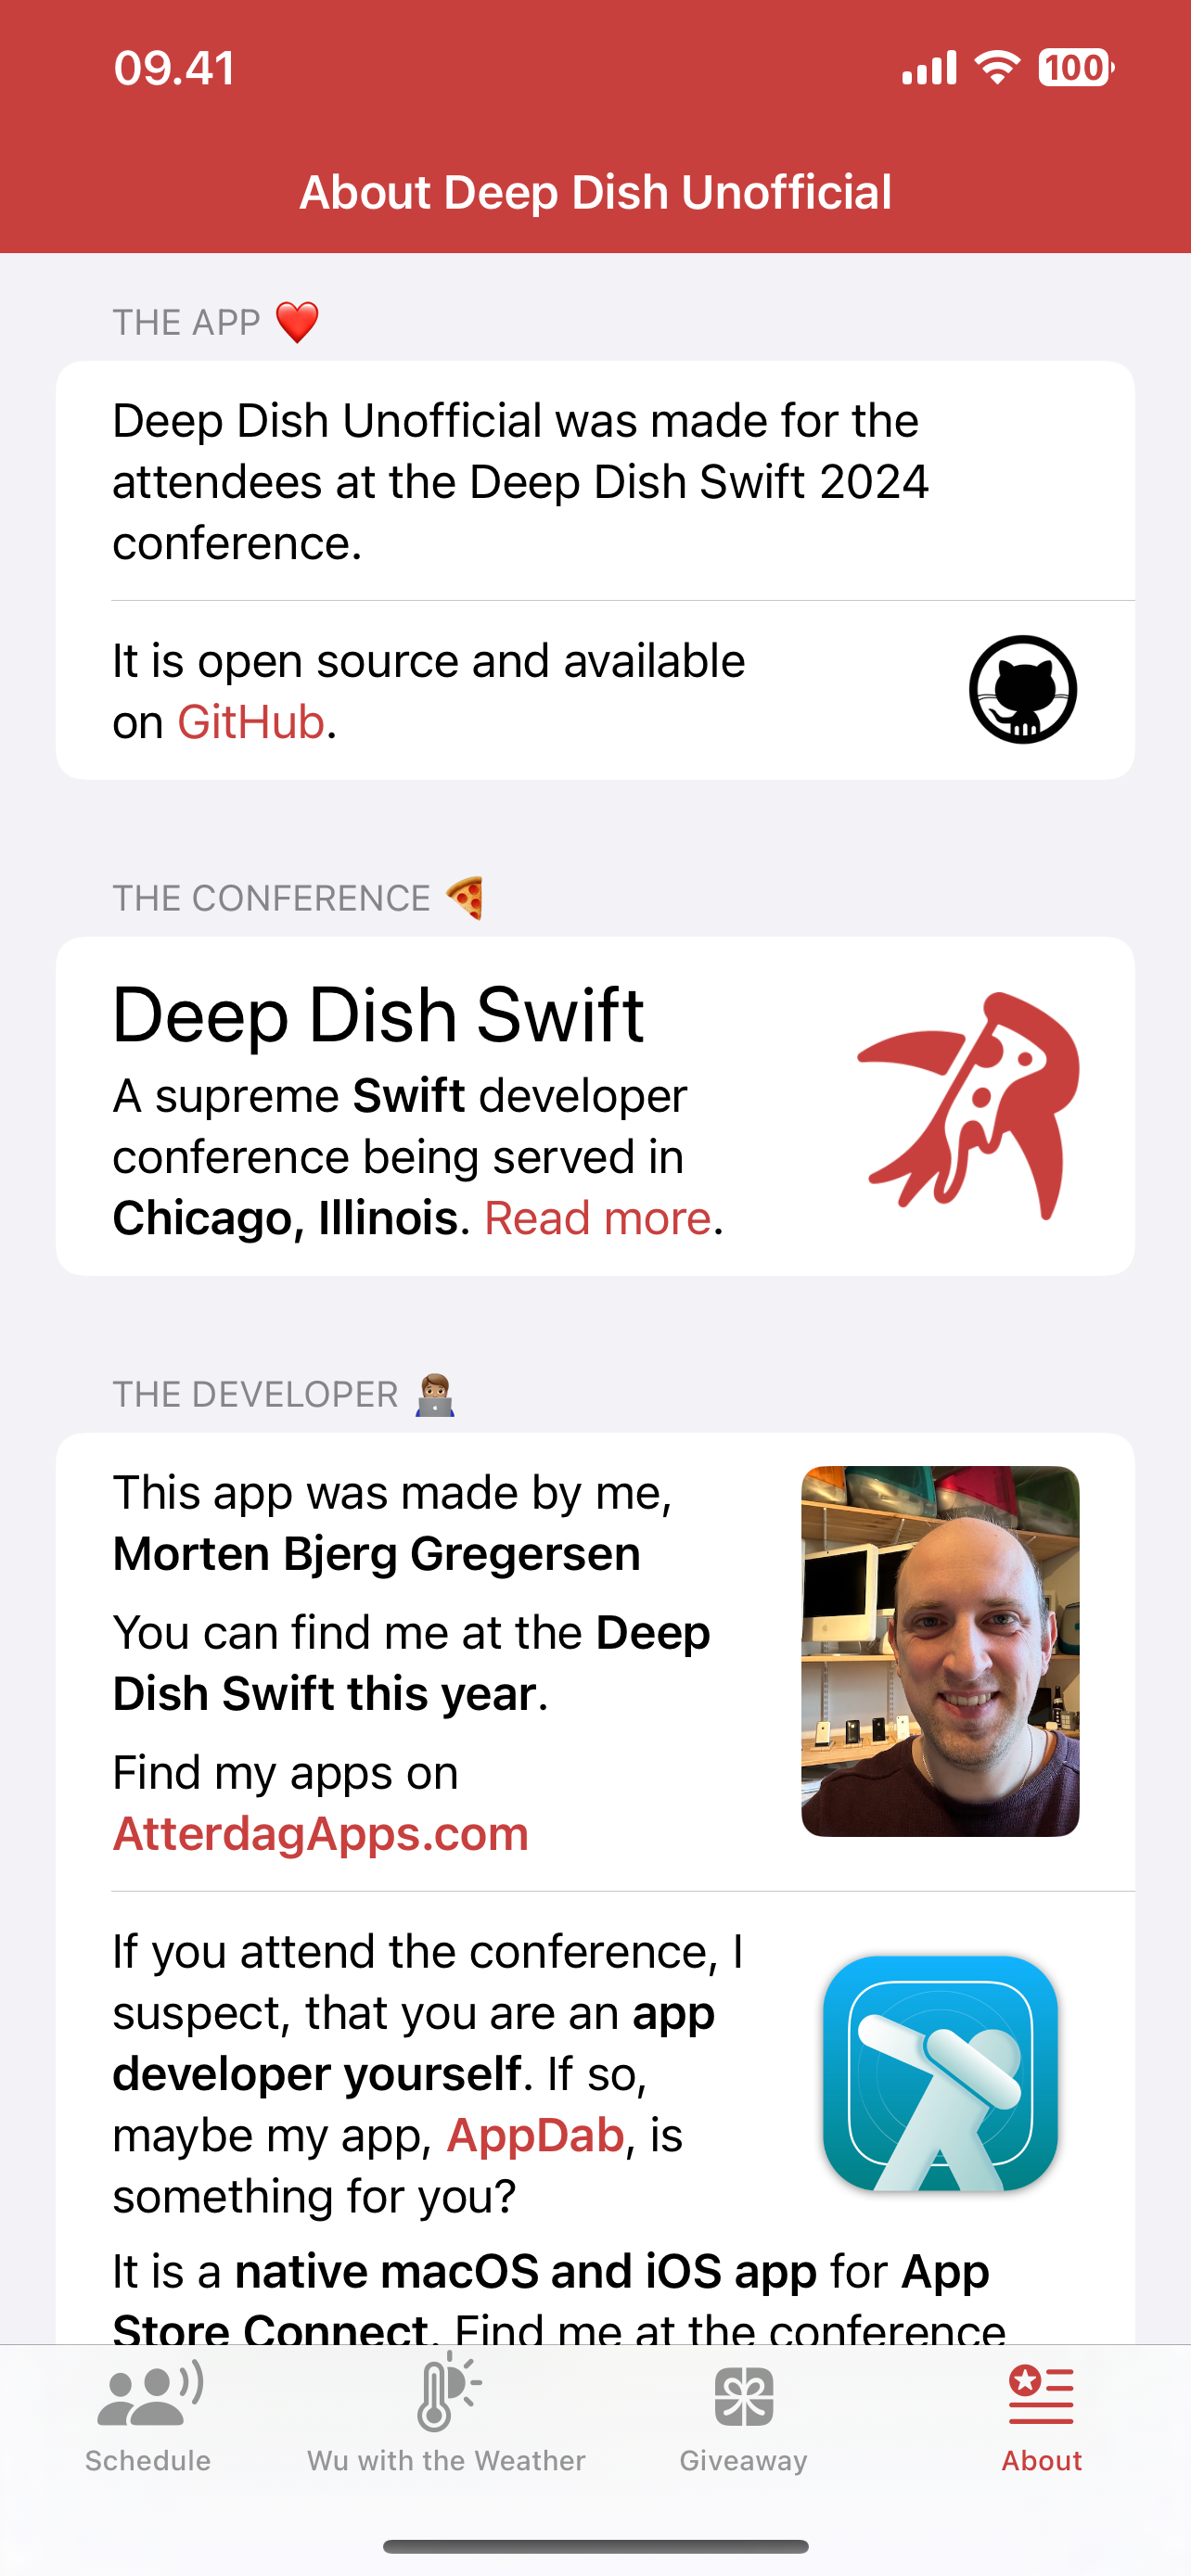 09.41
100
About Deep Dish Unofficial
THE APP ❤️
Deep Dish Unofficial was made for the
attendees at the Deep Dish Swift 2024
conference.
It is open source and available
on GitHub.
THE CONFERENCE 🍕
Deep Dish Swift
A supreme Swift developer
conference being served in
Chicago, Illinois. Read more.
THE DEVELOPER 🧑🏽‍💻
This app was made by me,
Morten Bjerg Gregersen
You can find me at the Deep
Dish Swift this year.
Find my apps on
AtterdagApps.com
If you attend the conference, I
suspect, that you are an app
developer yourself. If so,
maybe my app, AppDab, is
something for you?
It is a native macOS and iOS app for App
Store Connect. Find me at the conference
Schedule
Wu with the Weather
Giveaway
About